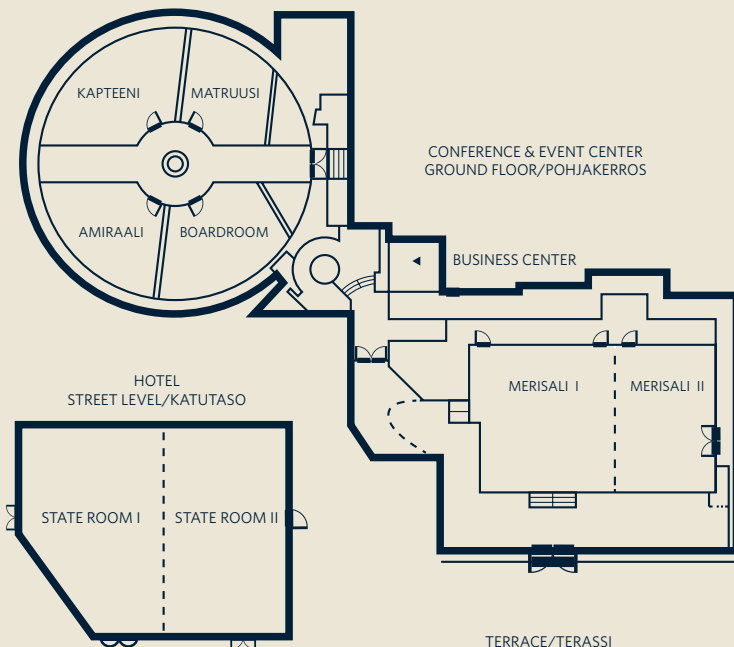 KAPTEENI
MATRUUSI
CONFERENCE & EVENT CENTER
GROUND FLOOR/POHJAKERROS
AMIRAALI
BOARDROOM
BUSINESS CENTER
HOTEL
STREET LEVEL/KATUTASO
MERISALI I
MERISALI II
STATE ROOM I
STATE ROOM II
TERRACE/TERASSI